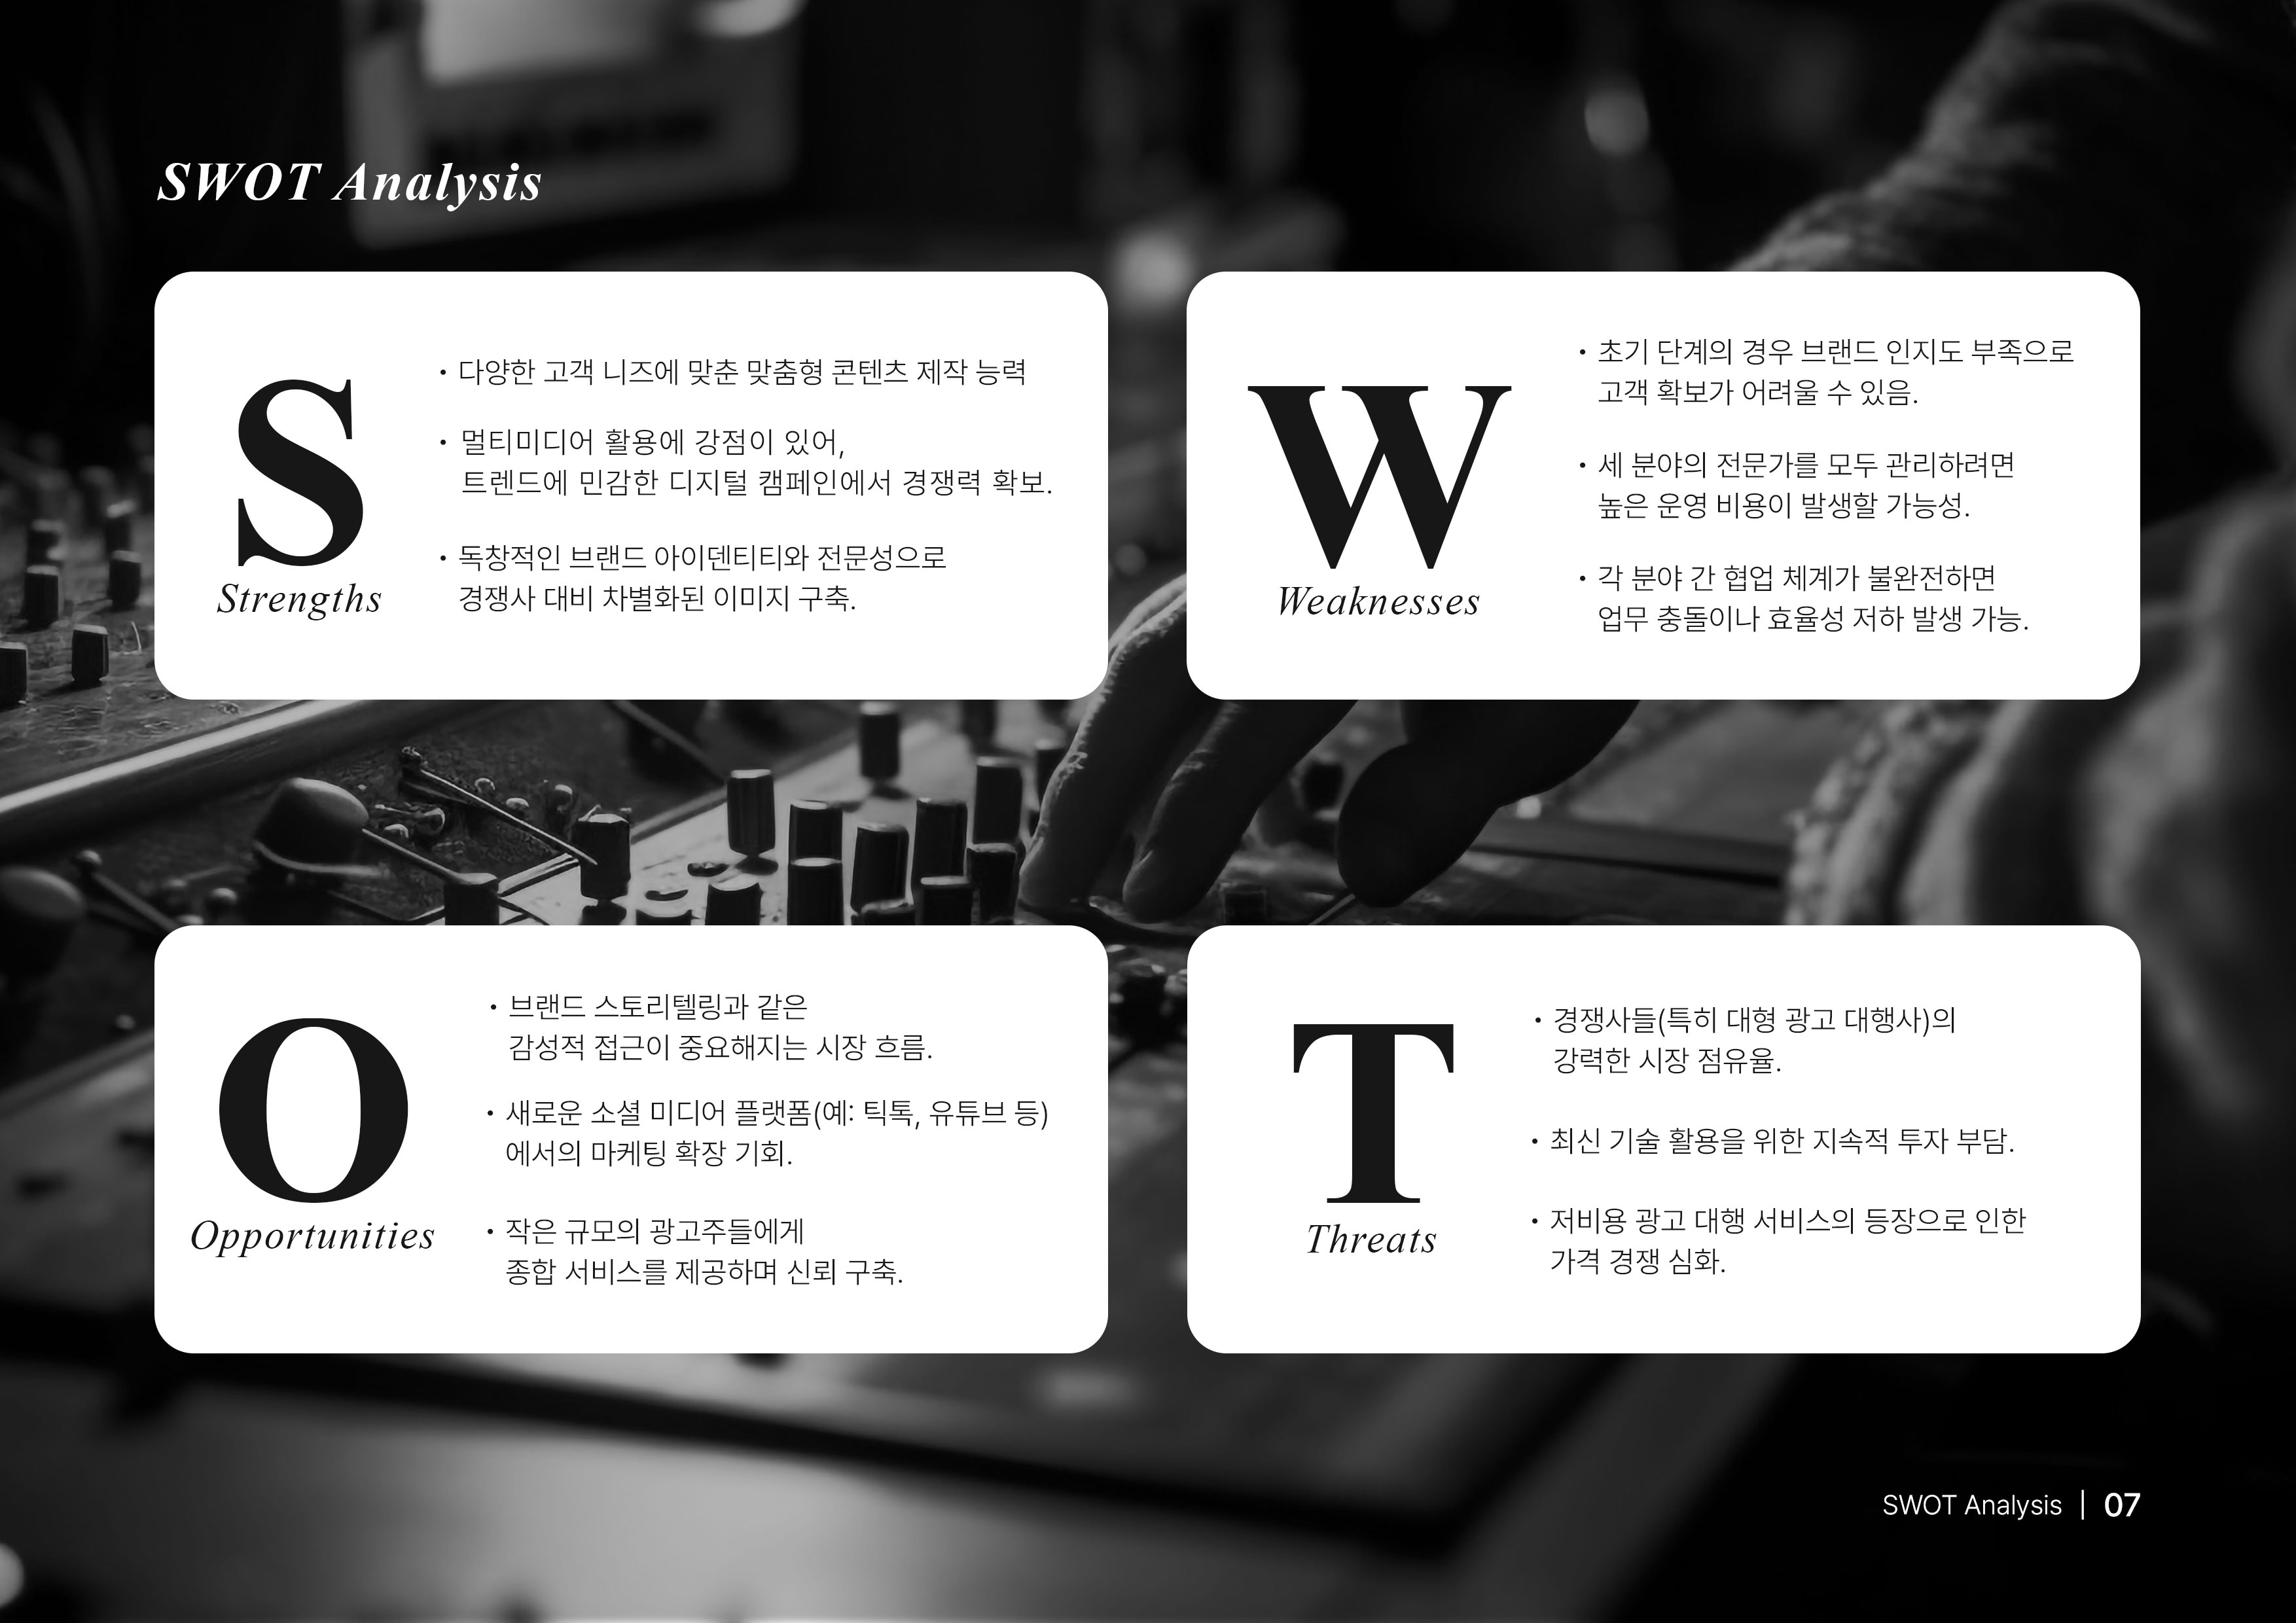 SWOT Analysis
S
Strengths
• 다양한 고객 니즈에 맞춘 맞춤형 콘텐츠 제작 능력
• 멀티미디어 활용에 강점이 있어,
트렌드에 민감한 디지털 캠페인에서 경쟁력 확보.
• 독창적인 브랜드 아이덴티티와 전문성으로
경쟁사 대비 차별화된 이미지 구축.
W
Weaknesses
• 초기 단계의 경우 브랜드 인지도 부족으로
고객 확보가 어려울 수 있음.
• 세 분야의 전문가를 모두 관리하려면
높은 운영 비용이 발생할 가능성.
• 각 분야 간 협업 체계가 불완전하면
업무 충돌이나 효율성 저하 발생 가능.
O
Opportunities
• 브랜드 스토리텔링과 같은
감성적 접근이 중요해지는 시장 흐름.
• 새로운 소셜 미디어 플랫폼(예: 틱톡, 유튜브 등)
에서의 마케팅 확장 기회.
• 작은 규모의 광고주들에게
종합 서비스를 제공하며 신뢰 구축.
T
Threats
• 경쟁사들(특히 대형 광고 대행사)의
강력한 시장 점유율.
• 최신 기술 활용을 위한 지속적 투자 부담.
• 저비용 광고 대행 서비스의 등장으로 인한
가격 경쟁 심화.
SWOT Analysis | 07